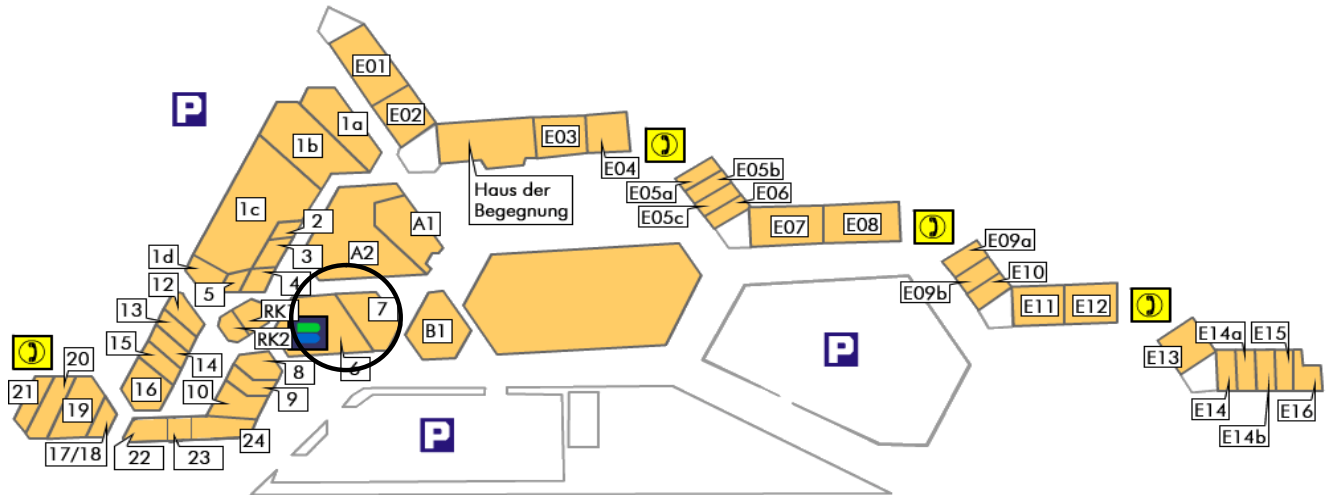 E01
P
E02
1a
E03
1b
E04
E05b
Haus der
Begegnung
E05a
E06
E05c
1c
2
A1
E07
E08
3
A2
E09a
1d
4
E10
12
5
E09b
13
RK1
7
E11
E12
B1
RK2
15
14
P
E14a
E15
E13
20
8
6
21
16
10
9
E14
E16
19
24
E14b
P
17/18
22
23